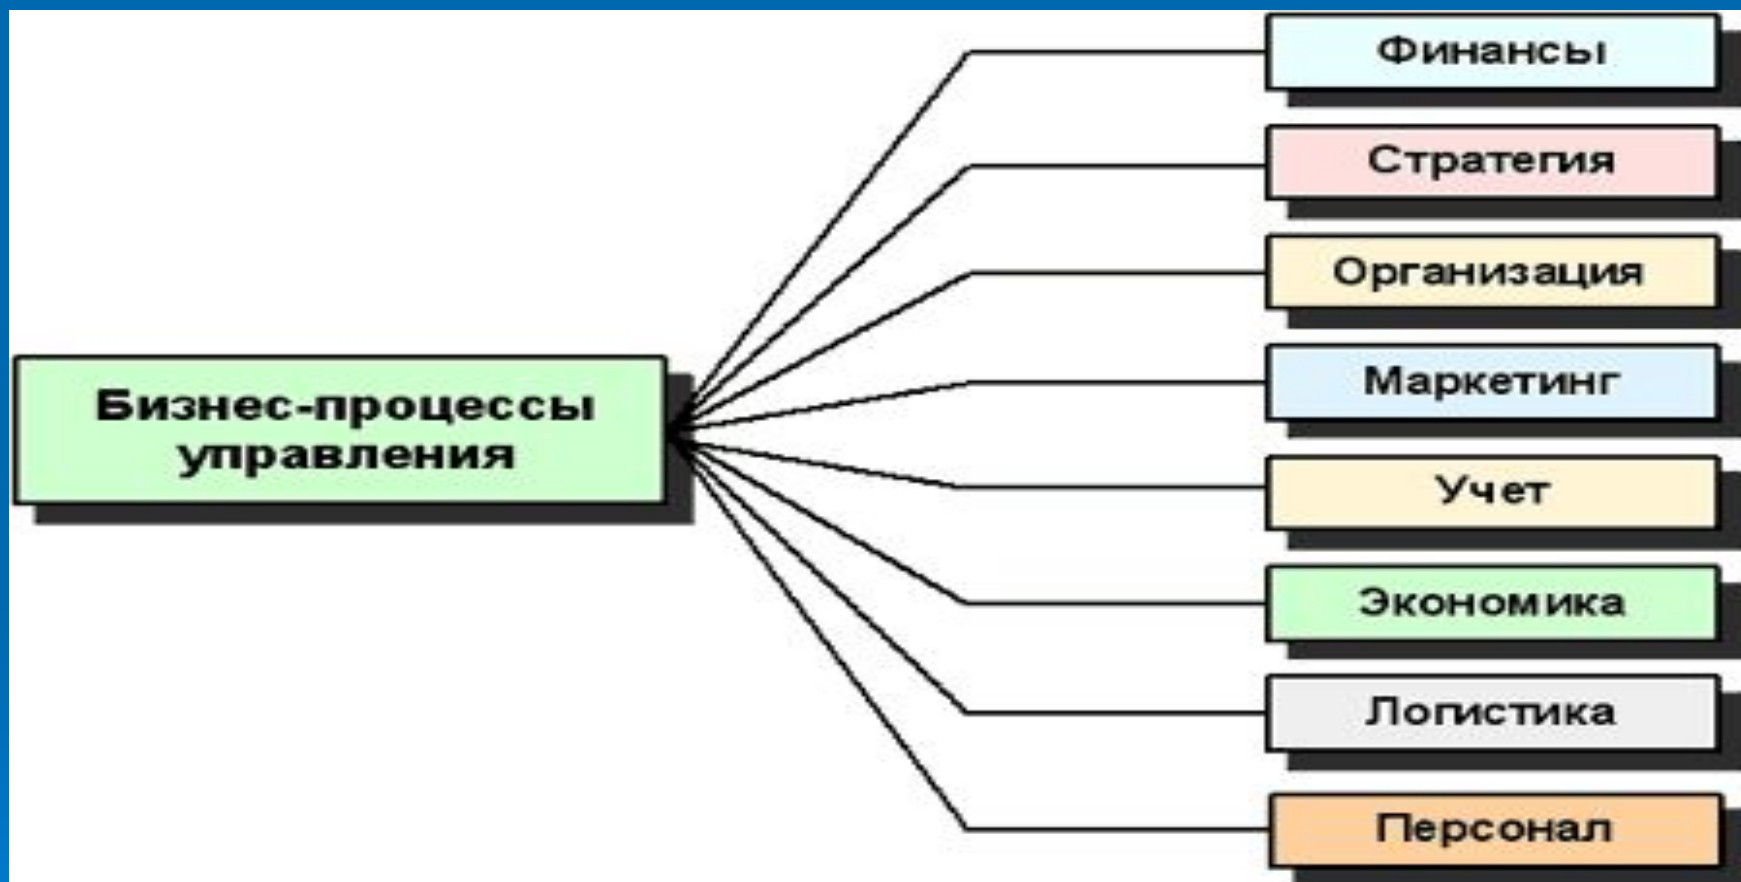 Финансы
Стратегия
Организация
Маркетинг
Бизнес-процессы
управления
Учет
Экономика
Логистика
Персонал